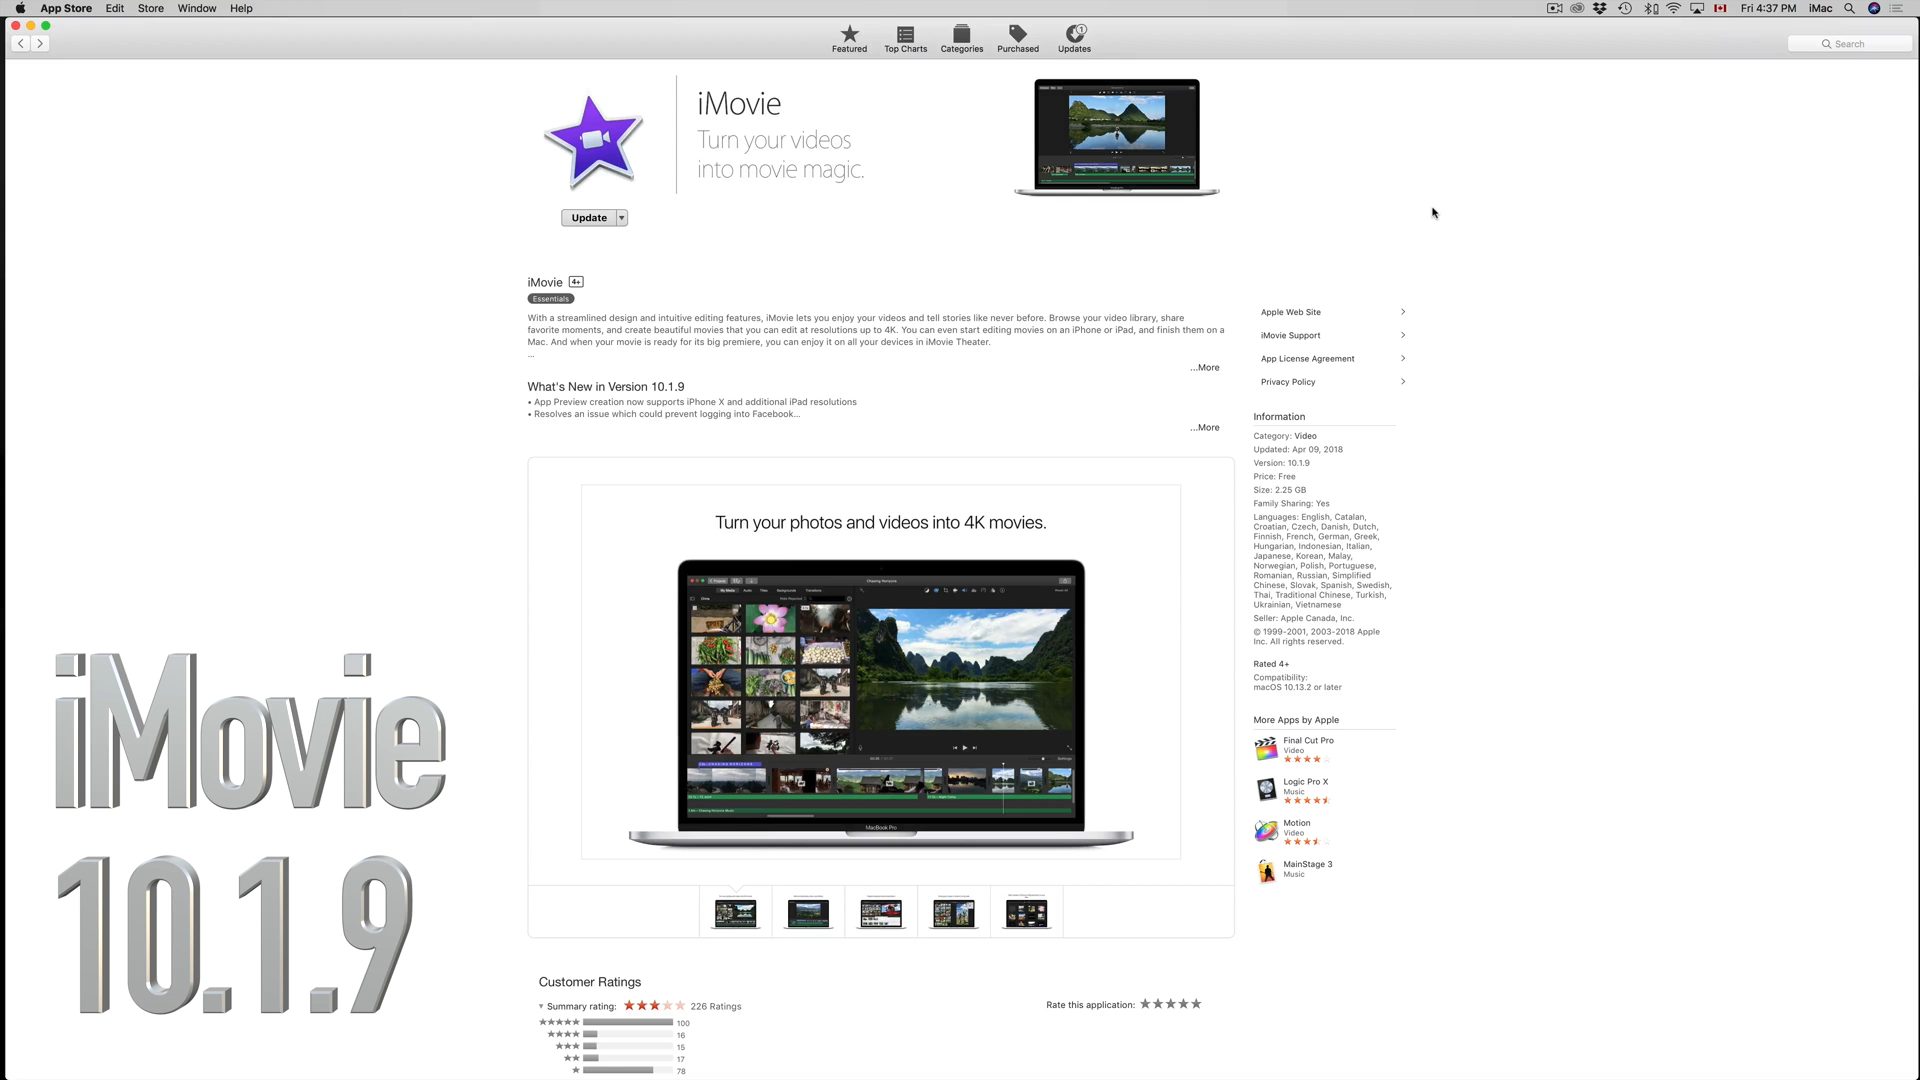 App Store Edit Store Window Help
Fri 4:37 PM iMac
Featured Top Charts Categories Purchased Updates
1
Search
iMovie
Turn your videos
into movie magic.
Update
iMovie 4+
Essentials
With a streamlined design and intuitive editing features, iMovie lets you enjoy your videos and tell stories like never before. Browse your video library, share
favorite moments, and create beautiful movies that you can edit at resolutions up to 4K. You can even start editing movies on an iPhone or iPad, and finish them on a
Mac. And when your movie is ready for its big premiere, you can enjoy it on all your devices in iMovie Theater.
...
...More
What's New in Version 10.1.9
• App Preview creation now supports iPhone X and additional iPad resolutions
• Resolves an issue which could prevent logging into Facebook...
...More
Apple Web Site
iMovie Support
App License Agreement
Privacy Policy
Information
Category: Video
Updated: Apr 09, 2018
Version: 10.1.9
Price: Free
Size: 2.25 GB
Family Sharing: Yes
Languages: English, Catalan,
Croatian, Czech, Danish, Dutch,
Finnish, French, German, Greek,
Hungarian, Indonesian, Italian,
Japanese, Korean, Malay,
Norwegian, Polish, Portuguese,
Romanian, Russian, Simplified
Chinese, Slovak, Spanish, Swedish,
Thai, Traditional Chinese, Turkish,
Ukrainian, Vietnamese
Seller: Apple Canada, Inc.
© 1999-2001, 2003-2018 Apple
Inc. All rights reserved.
Rated 4+
Compatibility:
macOS 10.13.2 or later
More Apps by Apple
Final Cut Pro
Video
Logic Pro X
Music
Motion
Video
MainStage 3
Music
Turn your photos and videos into 4K movies.
MacBook Pro
iMovie
10.1.9
Customer Ratings
Summary rating: 226 Ratings
Rate this application:
100
16
15
17
78